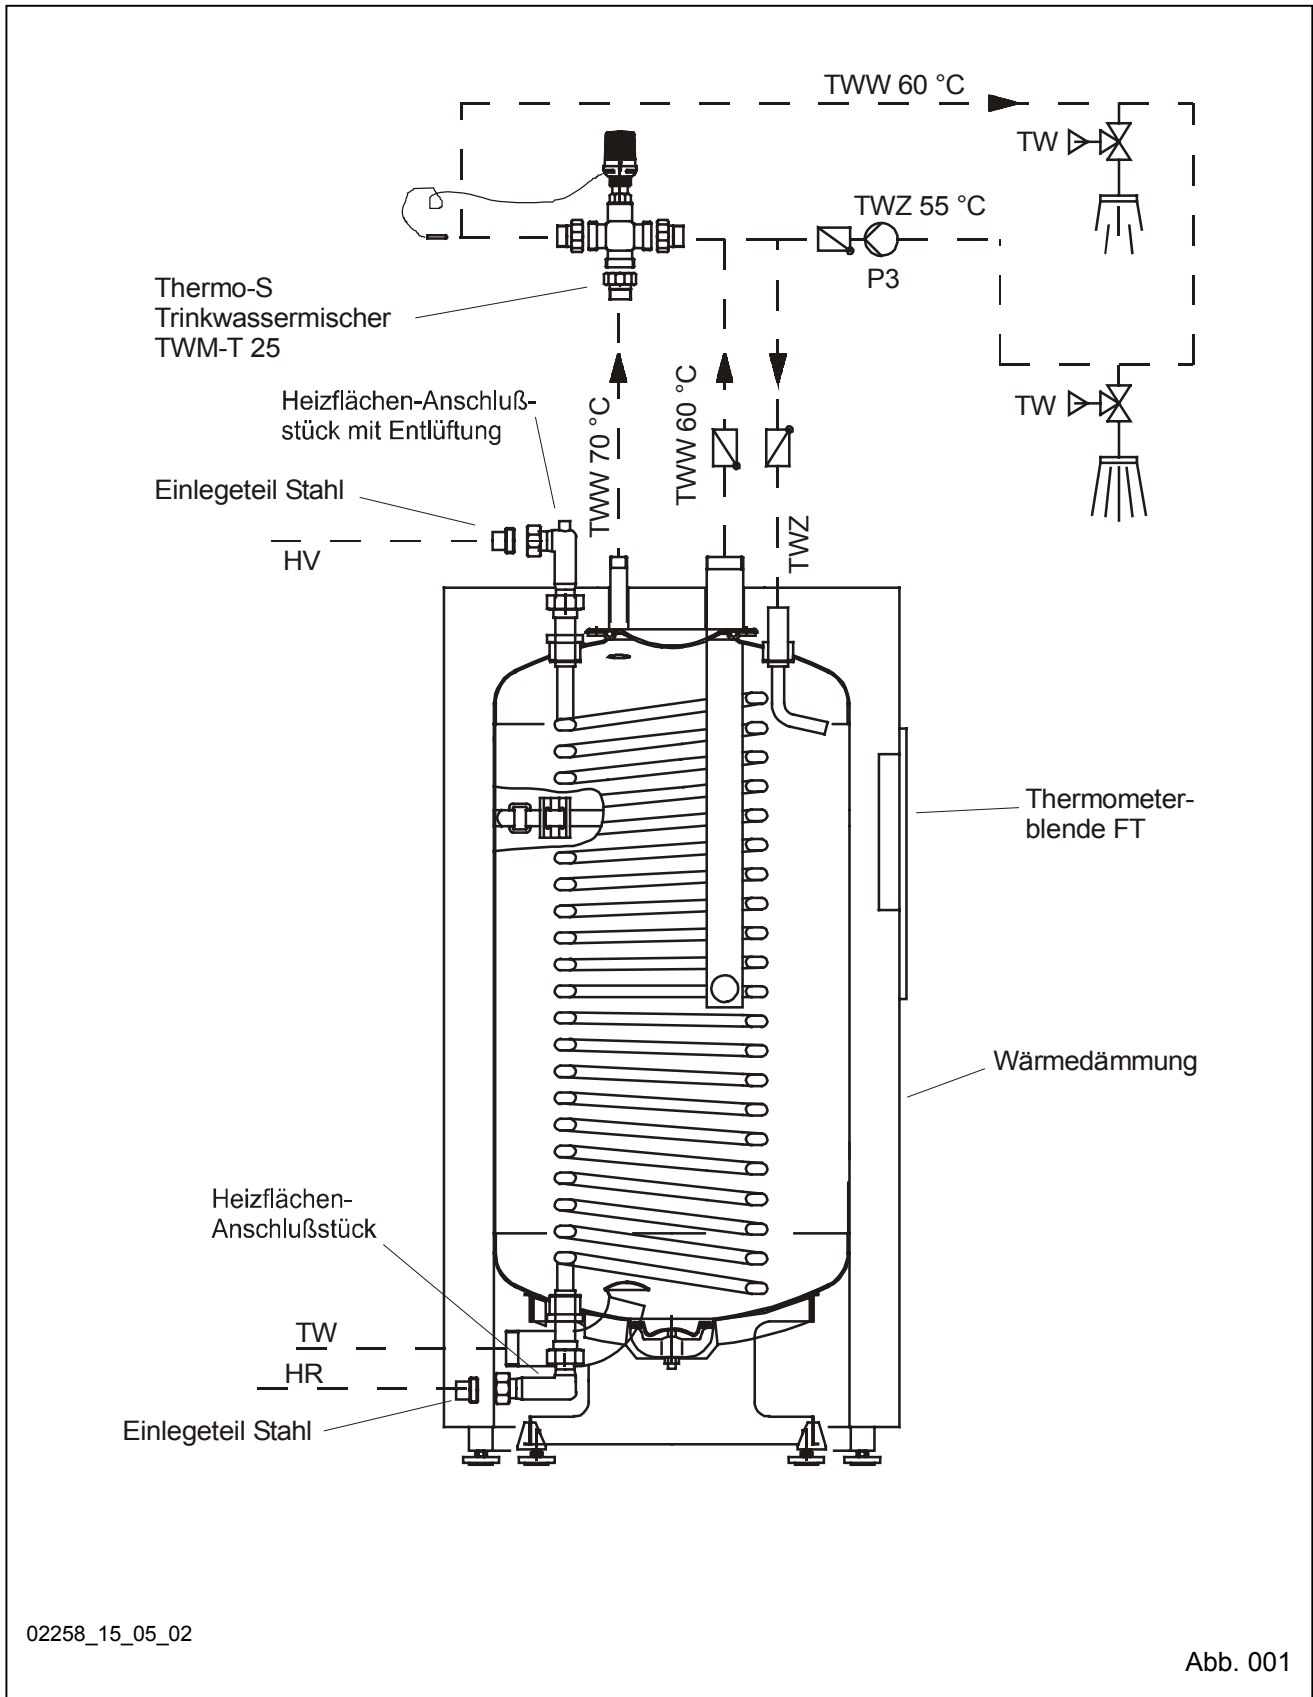 TWW 60 °C
TW
TWZ 55 °C
P3
Thermo-S
Trinkwassermischer
TWM-T 25
Heizflächen-Anschluß-
stück mit Entlüftung
TWW 70 °C
TWW 60 °C
TW
Einlegeteil Stahl
HV
TWZ
Thermometer-
blende FT
Wärmedämmung
Heizflächen-
Anschlußstück
TW
HR
Einlegeteil Stahl
02258_15_05_02
Abb. 001